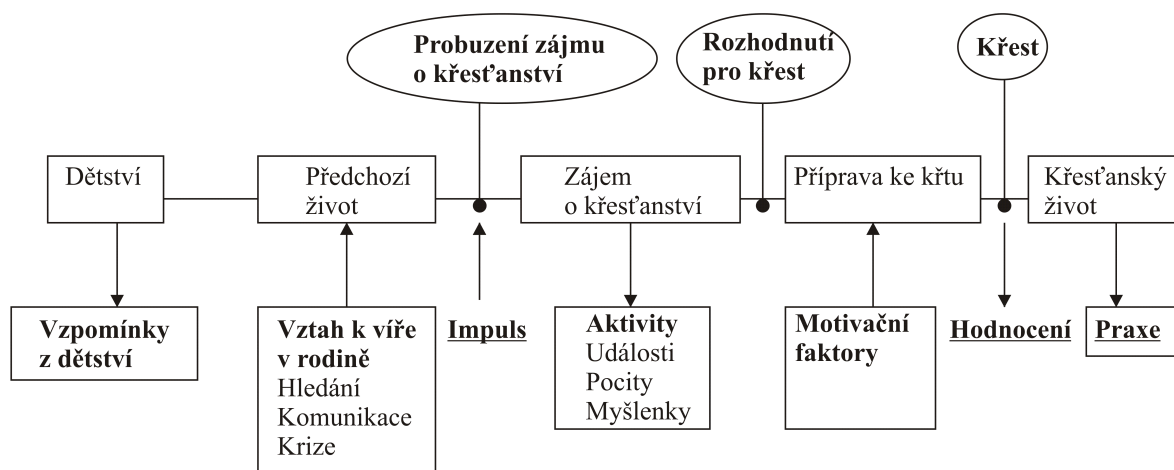 Probuzení zájmu
o křesťanství
Rozhodnutí
pro křest
Křest
Dětství
Předchozí
život
Zájem
o křesťanství
Příprava ke křtu
Křesťanský
život
Vzpomínky
z dětství
Vztah k víře
v rodině
Hledání
Komunikace
Krize
Impuls
Aktivity
Události
Pocity
Myšlenky
Motivační
faktory
Hodnocení
Praxe